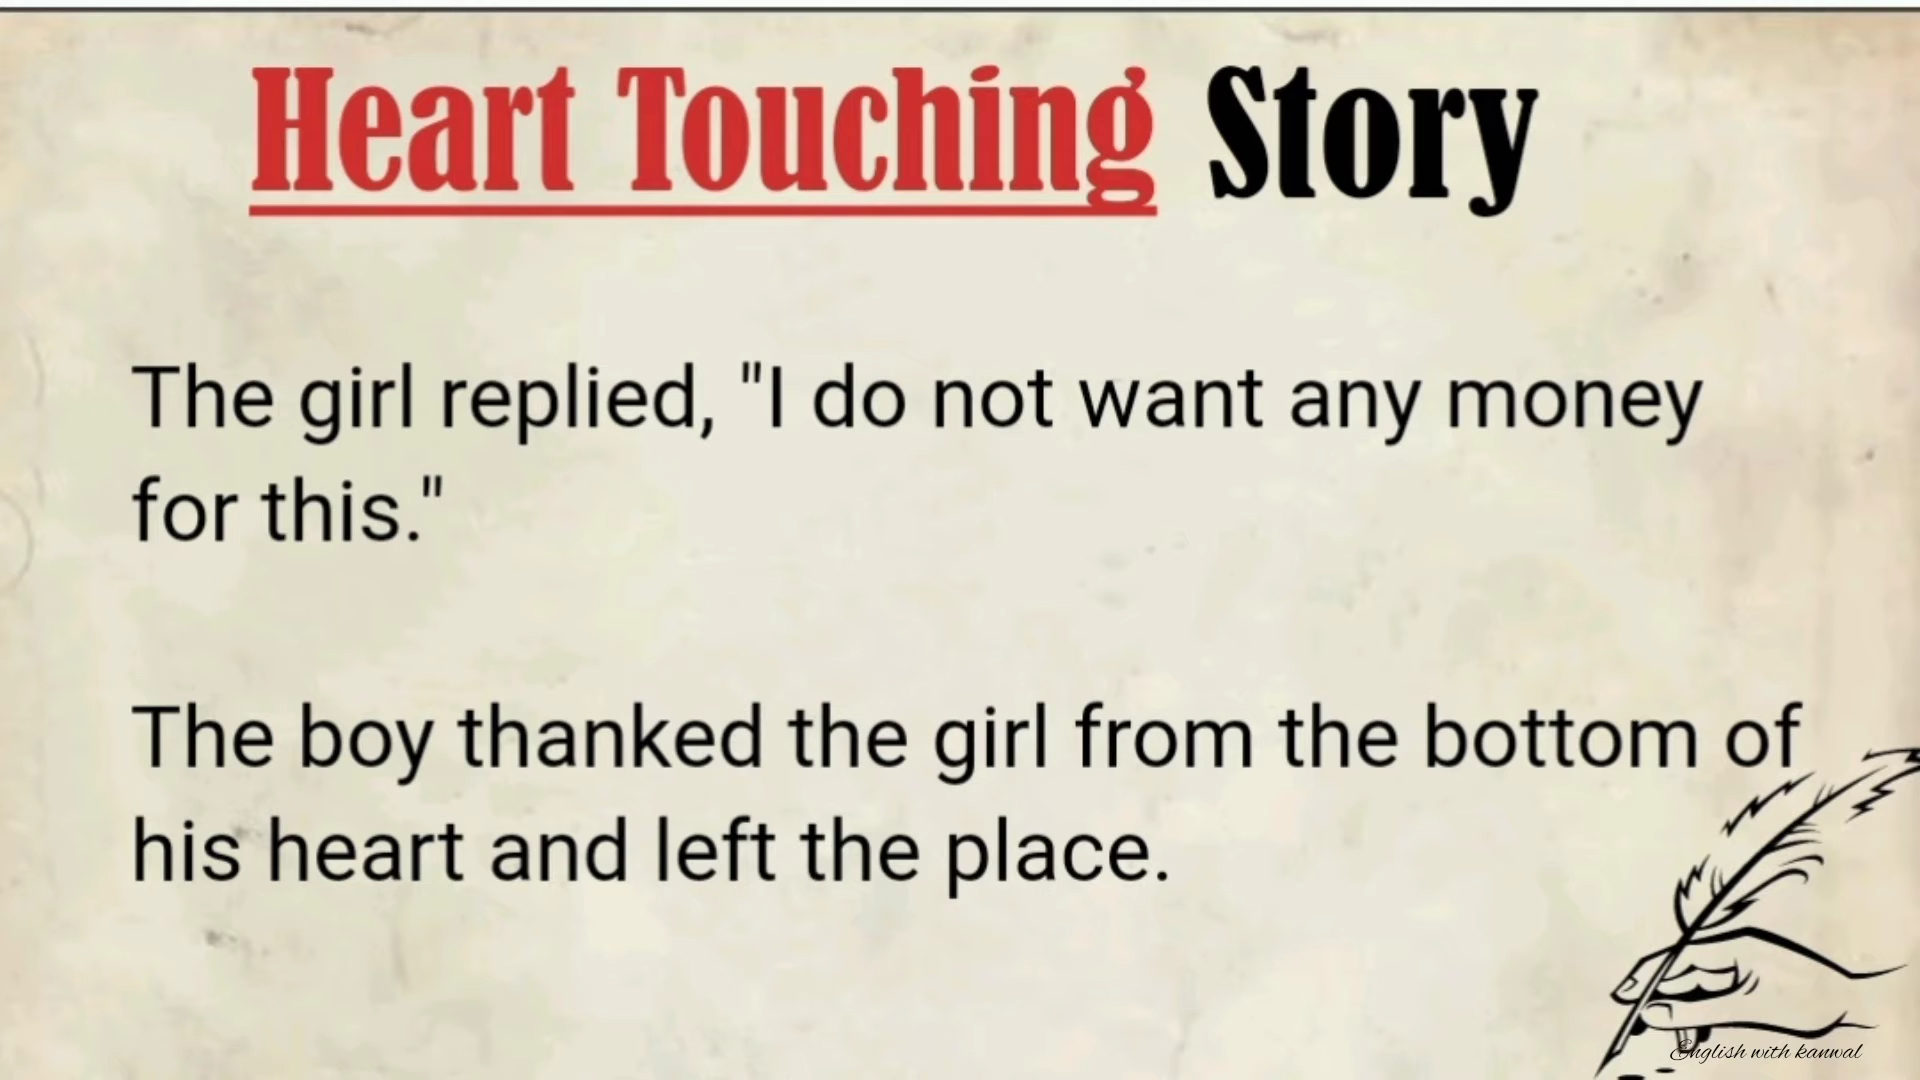 Heart Touching Story
The girl replied, "I do not want any money
for this."
The boy thanked the girl from the bottom of
his heart and left the place.
English with kanwal